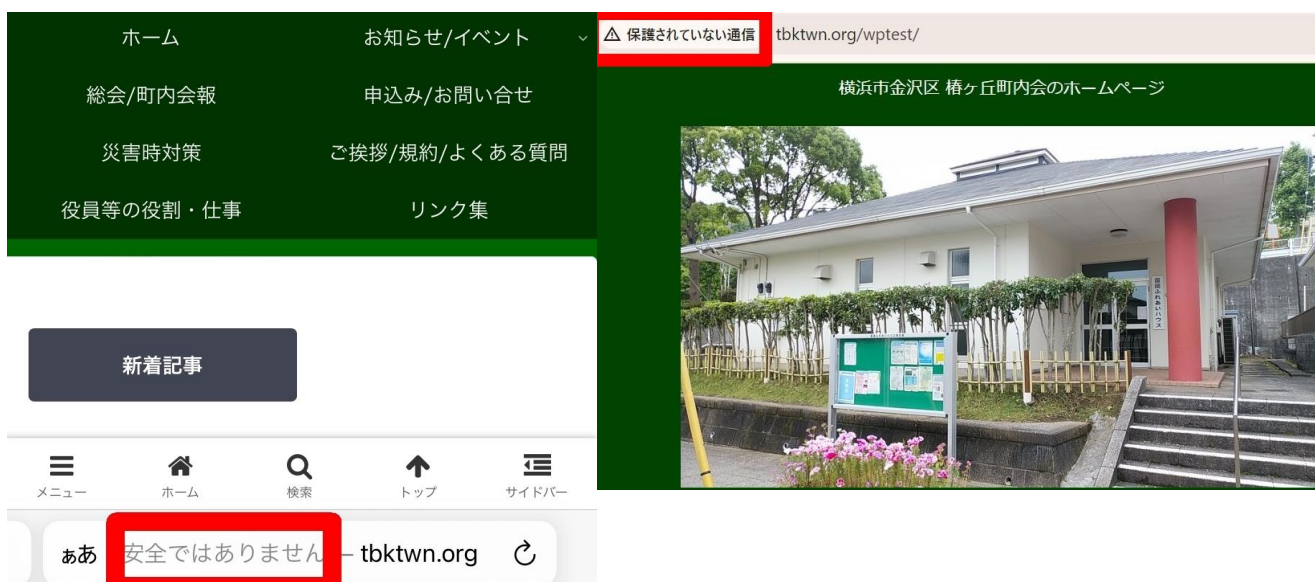 ホーム
お知らせ/イベント
総会/町内会報
申込み/お問い合せ
災害時対策
ご挨拶/規約/よくある質問
役員等の役割・仕事
リンク集
新着記事
メニュー
ホーム
検索
トップ
サイドバー
ぁあ
安全ではありません – tbktwn.org
保護されていない通信
tbktwn.org/wptest/
横浜市金沢区 椿ヶ丘町内会のホームページ